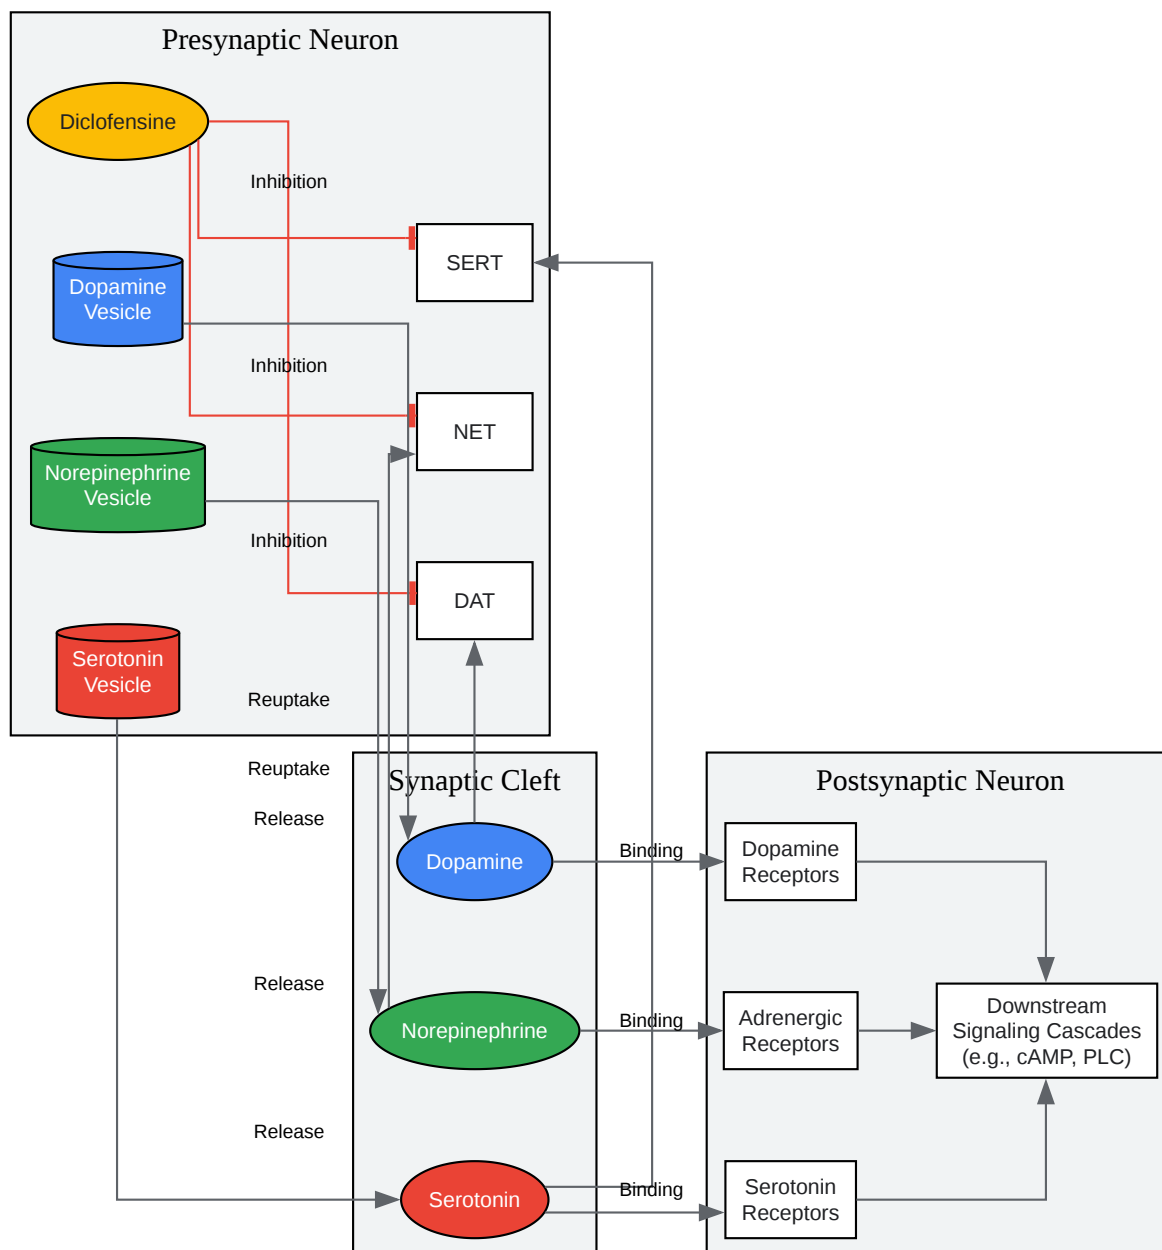 Presynaptic Neuron
Diclofensine
Inhibition
SERT
Dopamine
Vesicle
Inhibition
NET
Norepinephrine
Vesicle
Inhibition
DAT
Serotonin
Vesicle
Reuptake
Reuptake
Release
Synaptic Cleft
Postsynaptic Neuron
Dopamine
Binding
Dopamine
Receptors
Release
Norepinephrine
Binding
Adrenergic
Receptors
Downstream
Signaling Cascades
(e.g., cAMP, PLC)
Release
Serotonin
Binding
Serotonin
Receptors